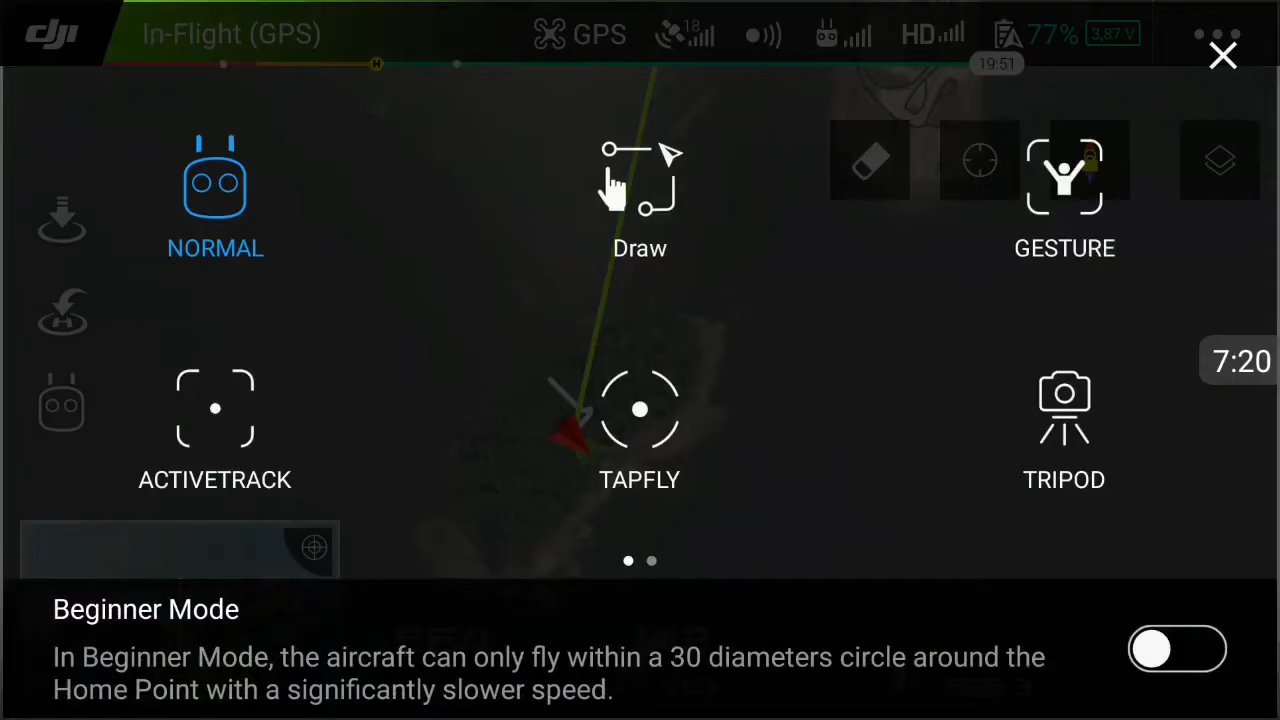 dji In-Flight (GPS) GPS 18 HD 77% 3,87 V
H 19:51
NORMAL Draw GESTURE
7:20
ACTIVETRACK TAPFLY TRIPOD
Beginner Mode
In Beginner Mode, the aircraft can only fly within a 30 diameters circle around the
Home Point with a significantly slower speed.